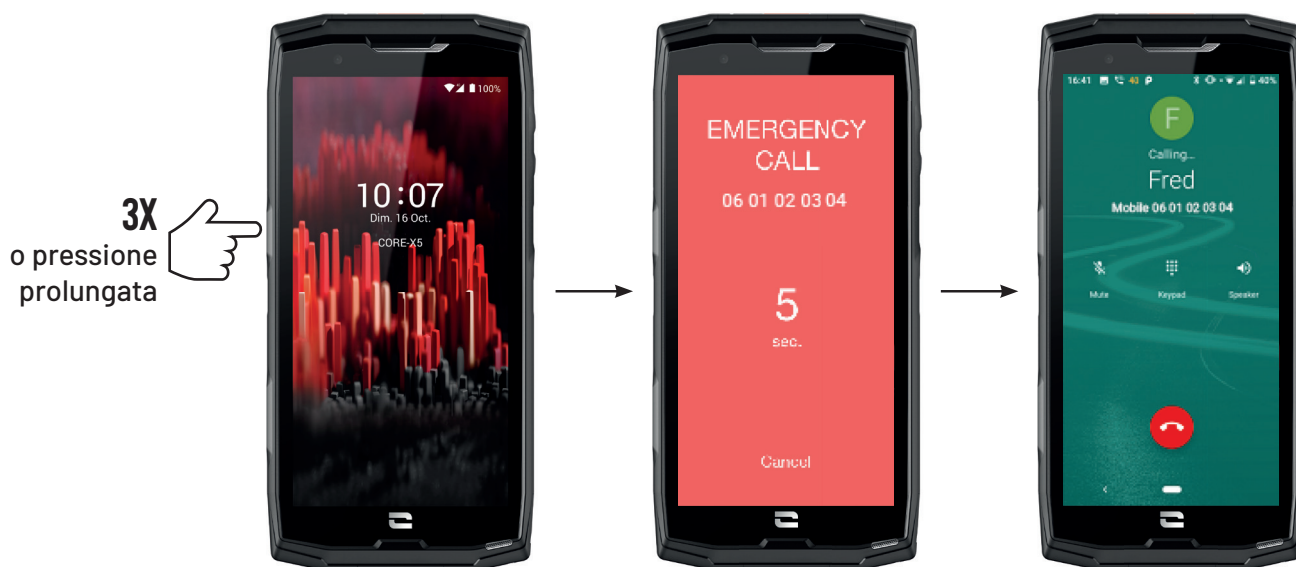 3X
o pressione
prolungata
100%
10:07
Dim. 16 Oct.
CORE-X5
EMERGENCY
CALL
06 01 02 03 04
5
sec.
Cancel
16:41 40 P 40%
F
Calling...
Fred
Mobile 06 01 02 03 04
Mute Keypad Speaker